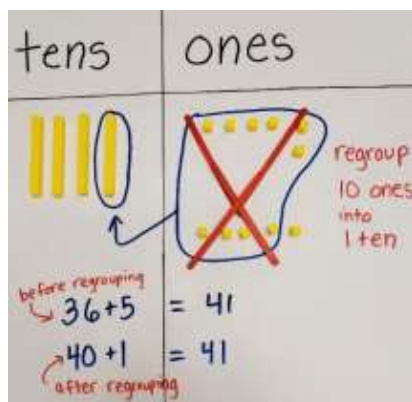 tens ones
regroup
10 ones
into
1 ten
before regrouping
36+5 = 41
40+1 = 41
after regrouping